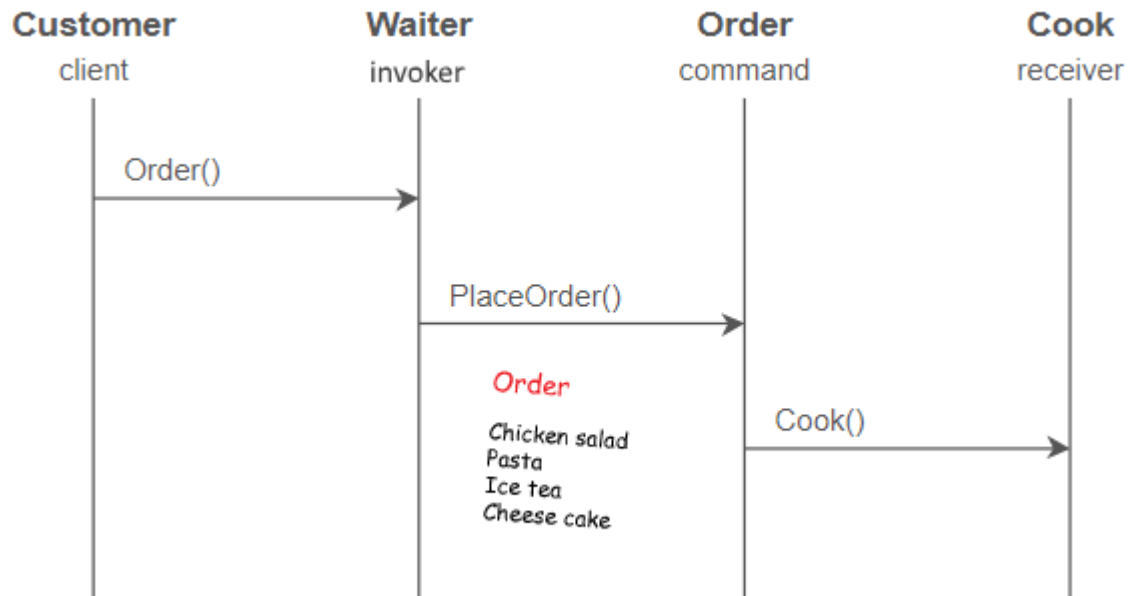 Customer Waiter Order Cook
client invoker command receiver
Order()
PlaceOrder()
Order
Cook()
Chicken salad
Pasta
Ice tea
Cheese cake